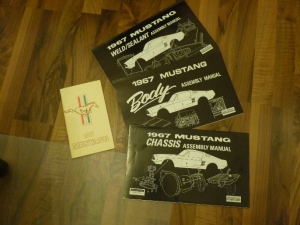 1967 MUSTANG
WELD/SEALANT ASSEMBLY MANUAL
1967 MUSTANG
Body ASSEMBLY MANUAL
1967 MUSTANG
CHASSIS ASSEMBLY MANUAL